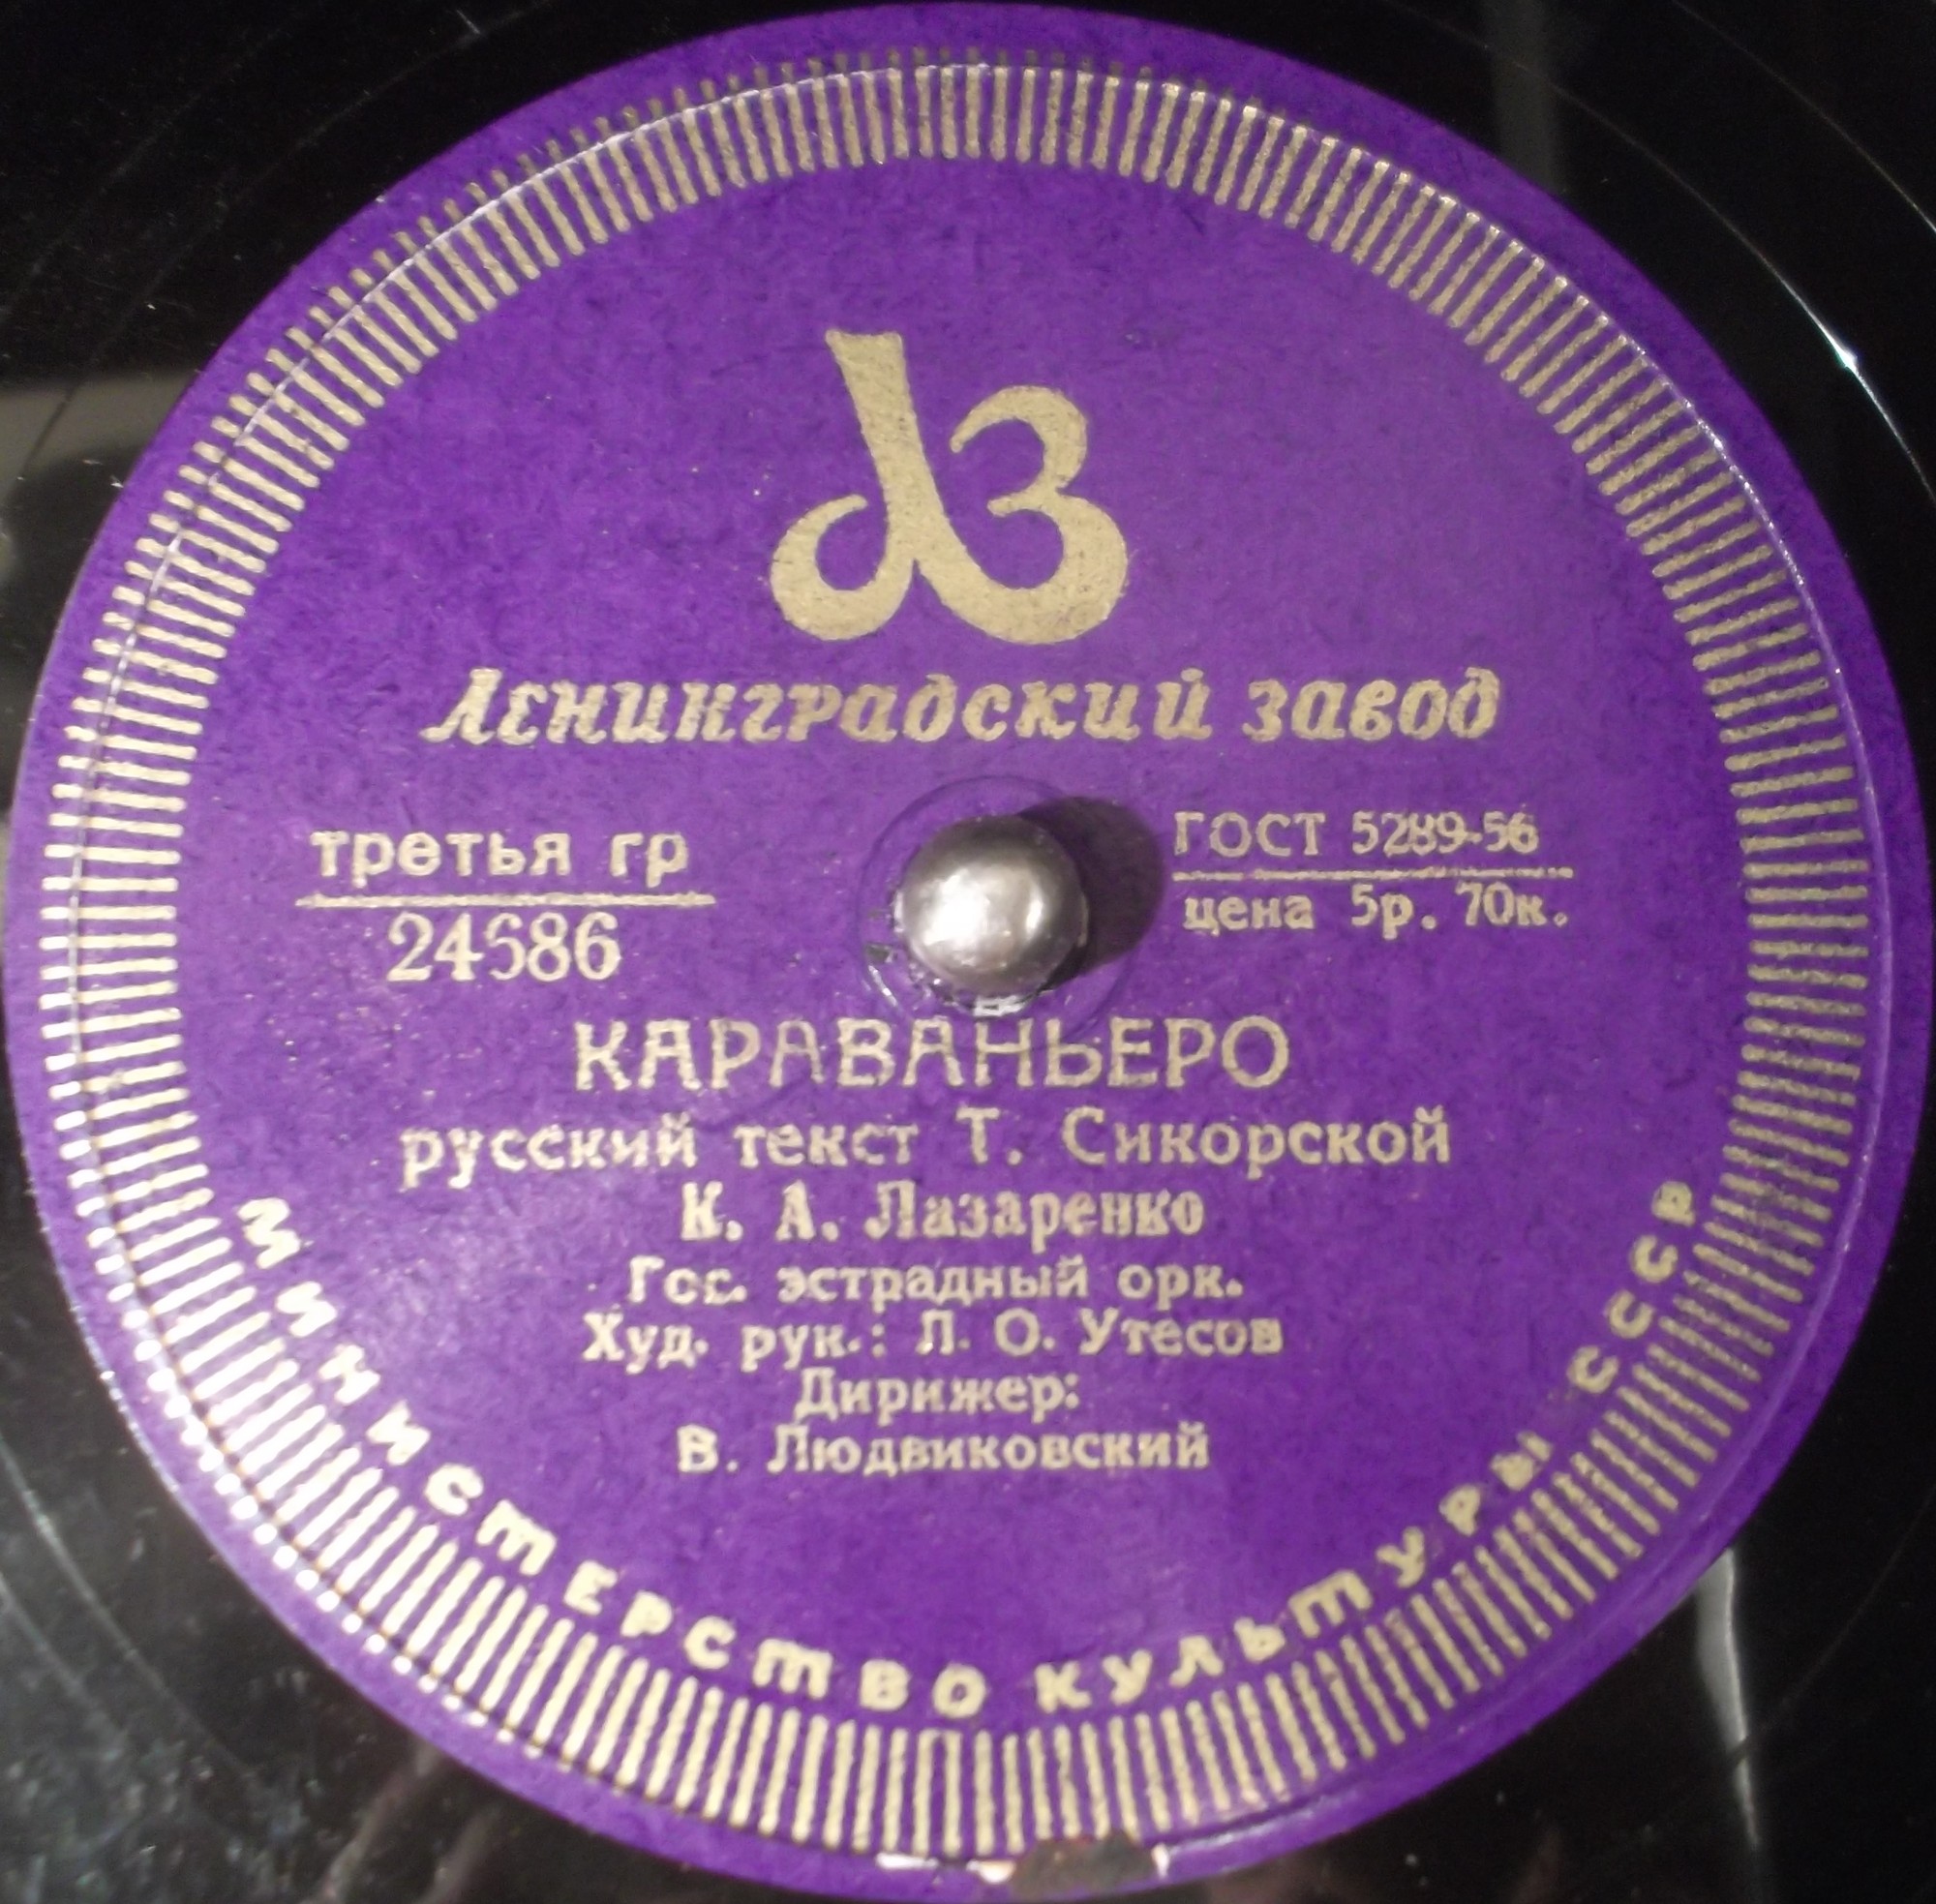 ЛЗ
Ленинградский завод
третья гр
24686
ГОСТ 5289-56
цена 5р. 70к.
КАРАВАНЬЕРО
русский текст Т. Сикорской
К. А. Лазаренко
Гос. эстрадный орк.
Худ. рук.: Л. О. Утесов
Дирижер:
В. Людвиковский
МИНИСТЕРСТВО КУЛЬТУРЫ СССР